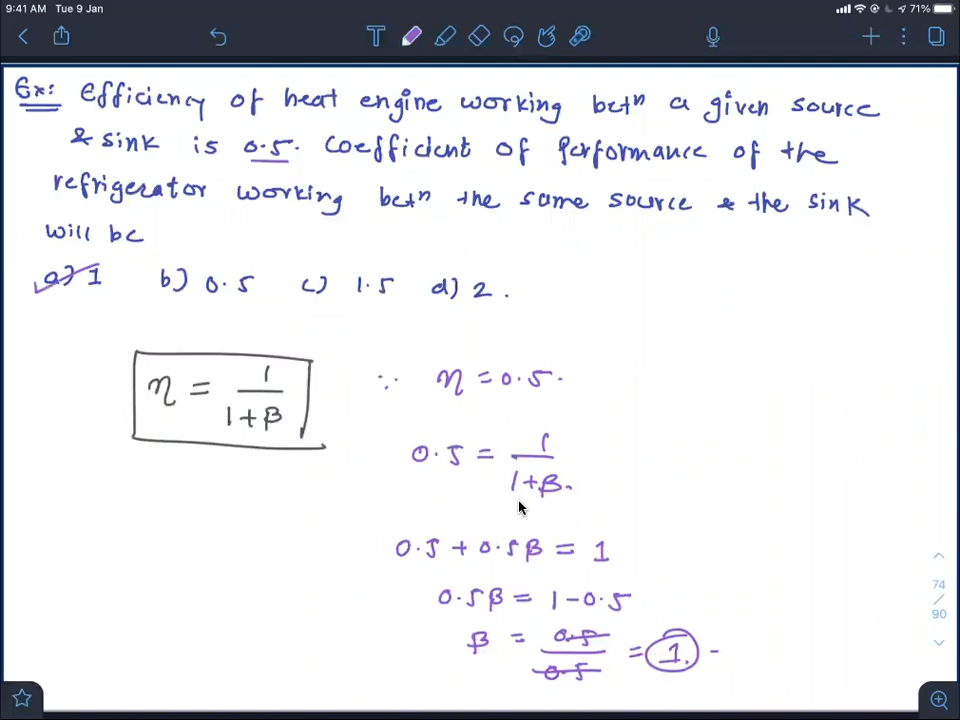 9:41 AM Tue 9 Jan
71%
Ex: Efficiency of heat engine working betn a given source
& sink is 0.5. Coefficient of performance of the
refrigerator working betn the same source & the sink
will be
a) 1 b) 0.5 c) 1.5 d) 2.
η = 1/(1+β)
∵ η = 0.5.
0.5 = 1/(1+β).
0.5 + 0.5β = 1
0.5β = 1-0.5
β = 0.5/0.5 = 1. -
74
/
90